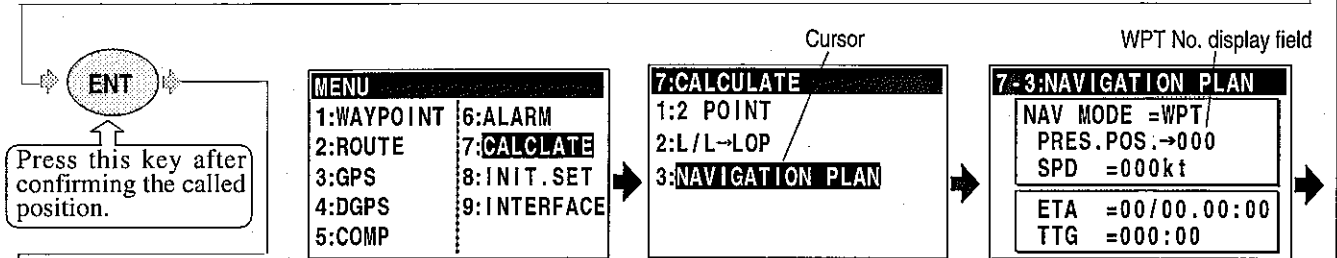 Cursor
WPT No. display field
ENT
Press this key after
confirming the called
position.
MENU
1:WAYPOINT 6:ALARM
2:ROUTE 7:CALCLATE
3:GPS 8:INIT.SET
4:DGPS 9:INTERFACE
5:COMP
7:CALCULATE
1:2 POINT
2:L/L→LOP
3:NAVIGATION PLAN
7-3:NAVIGATION PLAN
NAV MODE =WPT
PRES.POS.→000
SPD =000kt
ETA =00/00.00:00
TTG =000:00